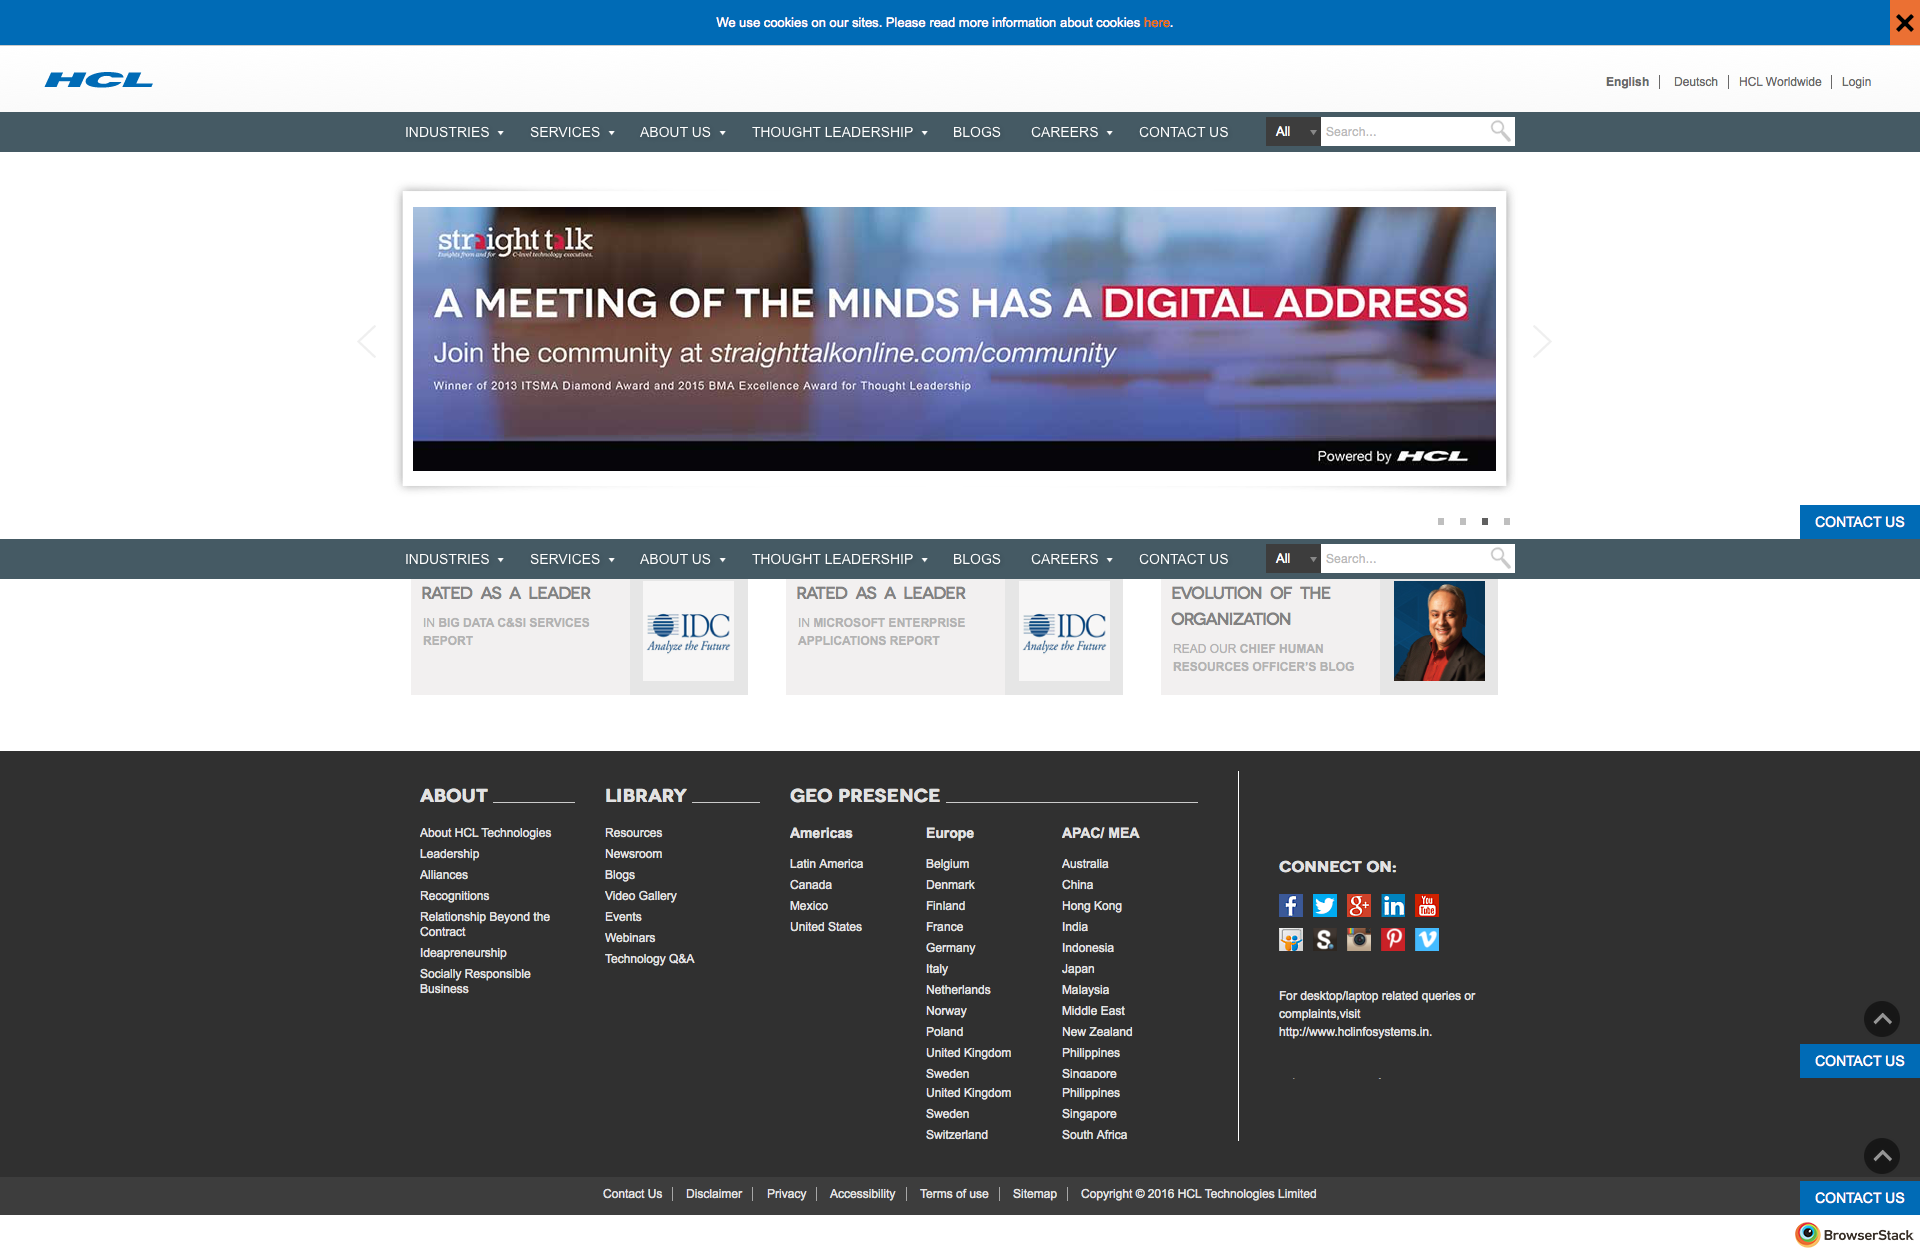 We use cookies on our sites. Please read more information about cookies here.
HCL
English Deutsch HCL Worldwide Login
INDUSTRIES SERVICES ABOUT US THOUGHT LEADERSHIP BLOGS CAREERS CONTACT US All Search...
straight talk
Insights from and for C-level technology executives.
A MEETING OF THE MINDS HAS A DIGITAL ADDRESS
Join the community at straighttalkonline.com/community
Winner of 2013 ITSMA Diamond Award and 2015 BMA Excellence Award for Thought Leadership
Powered by HCL
CONTACT US
INDUSTRIES SERVICES ABOUT US THOUGHT LEADERSHIP BLOGS CAREERS CONTACT US All Search...
RATED AS A LEADER
IN BIG DATA C&SI SERVICES
REPORT
IDC
Analyze the Future
RATED AS A LEADER
IN MICROSOFT ENTERPRISE
APPLICATIONS REPORT
IDC
Analyze the Future
EVOLUTION OF THE
ORGANIZATION
READ OUR CHIEF HUMAN
RESOURCES OFFICER'S BLOG
ABOUT
About HCL Technologies
Leadership
Alliances
Recognitions
Relationship Beyond the
Contract
Ideapreneurship
Socially Responsible
Business
LIBRARY
Resources
Newsroom
Blogs
Video Gallery
Events
Webinars
Technology Q&A
GEO PRESENCE
Americas
Latin America
Canada
Mexico
United States
Europe
Belgium
Denmark
Finland
France
Germany
Italy
Netherlands
Norway
Poland
United Kingdom
Sweden
United Kingdom
Sweden
Switzerland
APAC/ MEA
Australia
China
Hong Kong
India
Indonesia
Japan
Malaysia
Middle East
New Zealand
Philippines
Singapore
Philippines
Singapore
South Africa
CONNECT ON:
You
Tube
For desktop/laptop related queries or
complaints,visit
http://www.hclinfosystems.in.
CONTACT US
Contact Us Disclaimer Privacy Accessibility Terms of use Sitemap Copyright © 2016 HCL Technologies Limited
CONTACT US
BrowserStack